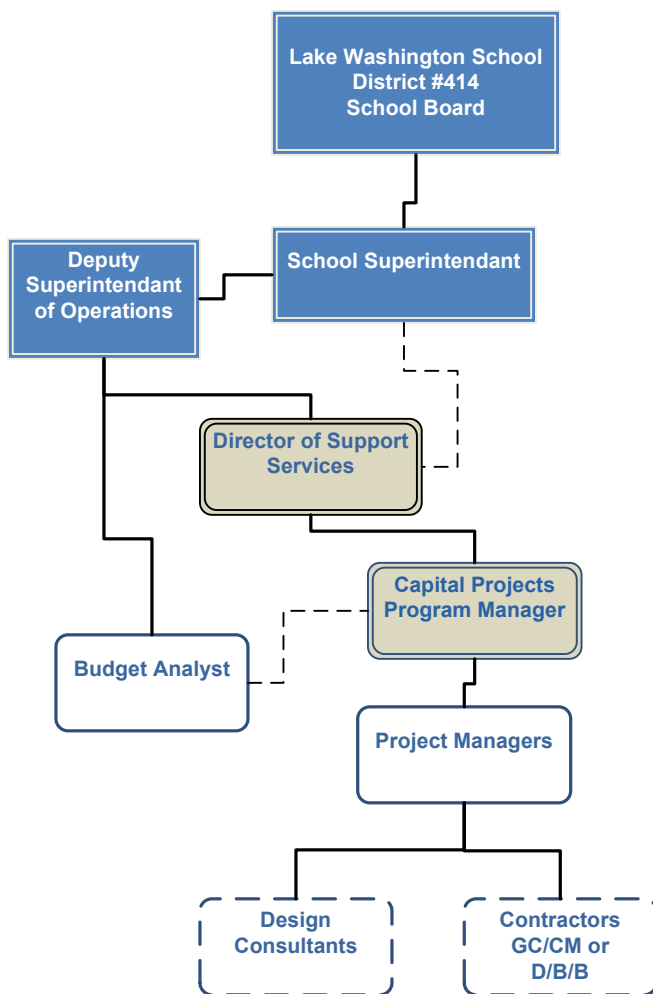 Lake Washington School
District #414
School Board
Deputy
Superintendant
of Operations
School Superintendant
Director of Support
Services
Capital Projects
Program Manager
Budget Analyst
Project Managers
Design
Consultants
Contractors
GC/CM or
D/B/B